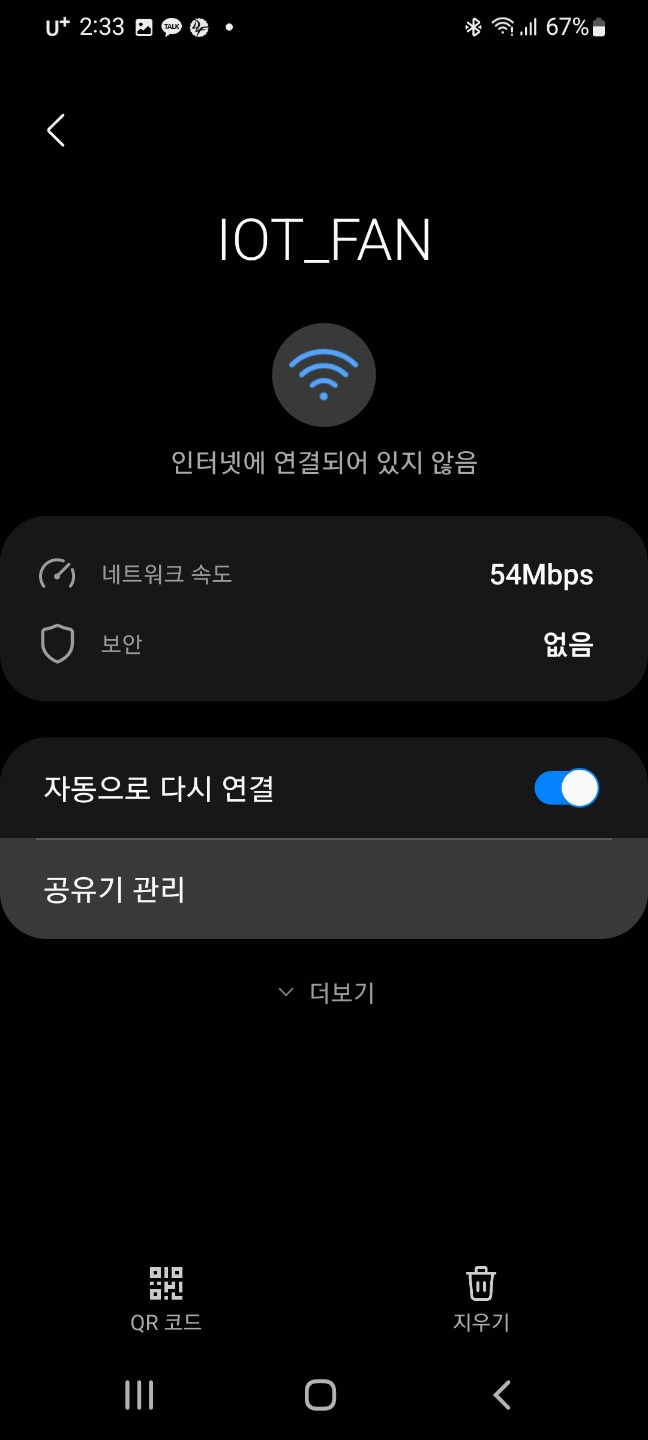 U+ 2:33 TALK 67%
IOT_FAN
인터넷에 연결되어 있지 않음
네트워크 속도 54Mbps
보안 없음
자동으로 다시 연결
공유기 관리
더보기
QR 코드 지우기